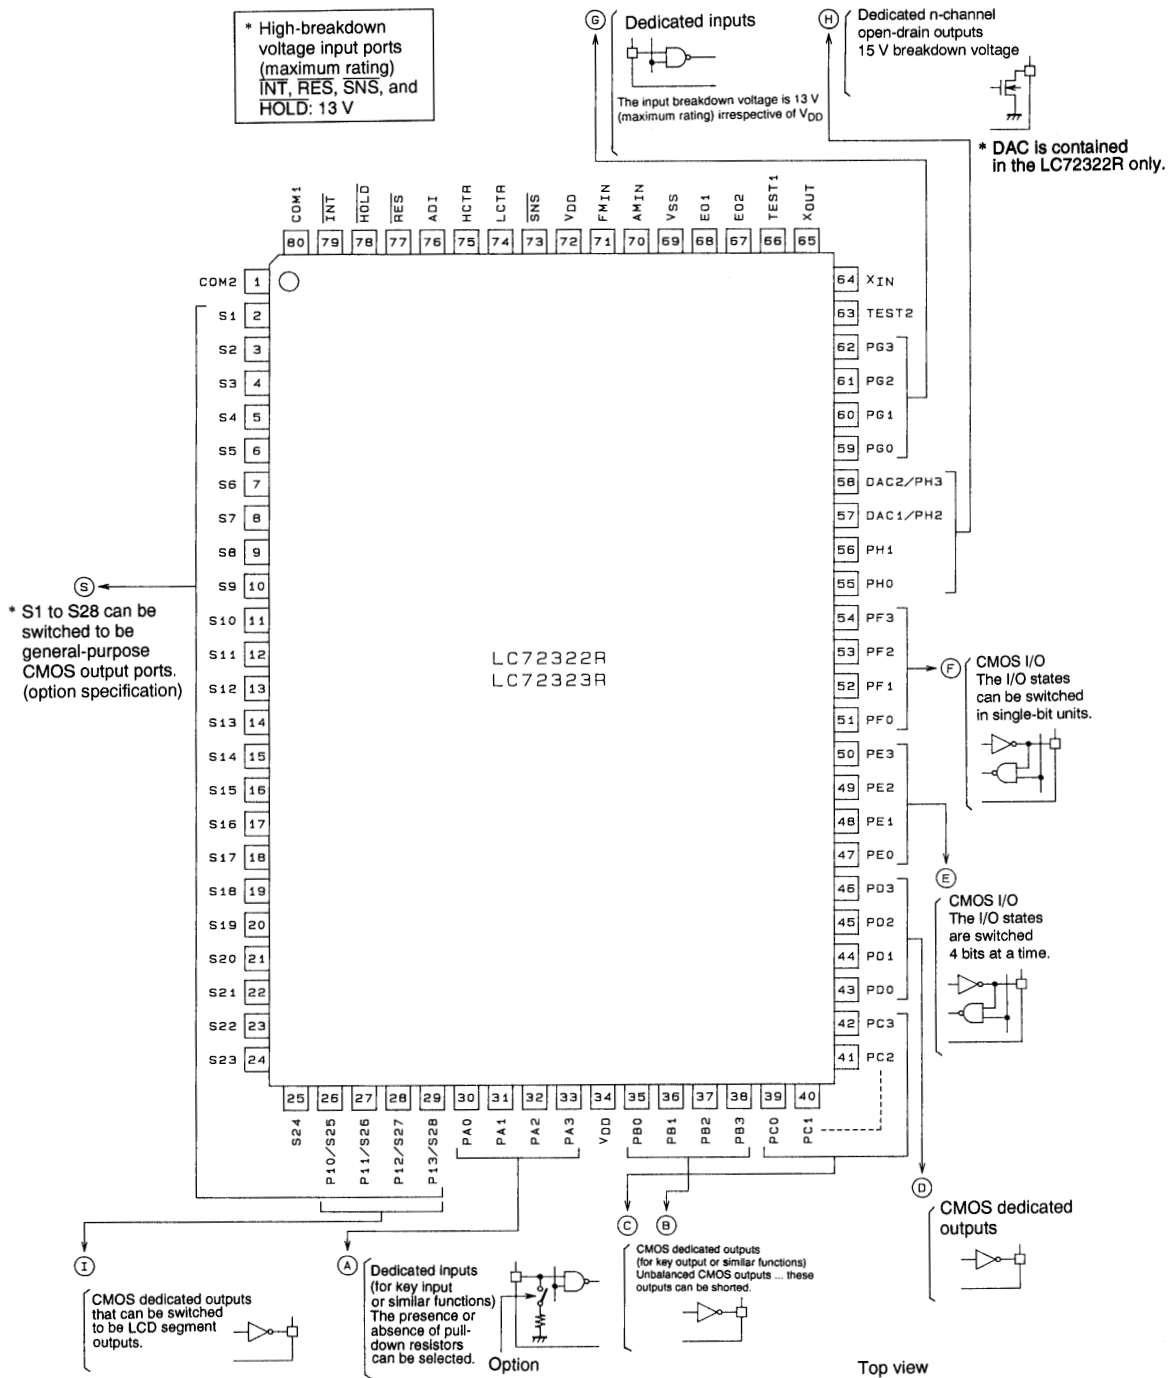 * High-breakdown
voltage input ports
(maximum rating)
INT, RES, SNS, and
HOLD: 13 V
G
Dedicated inputs
The input breakdown voltage is 13 V
(maximum rating) irrespective of VDD
H
Dedicated n-channel
open-drain outputs
15 V breakdown voltage
* DAC is contained
in the LC72322R only.
COM1
INT
HOLD
RES
ADI
HCTR
LCTR
SNS
VDD
FMIN
AMIN
VSS
EO1
EO2
TEST1
XOUT
80 79 78 77 76 75 74 73 72 71 70 69 68 67 66 65
COM2 1
S1 2
S2 3
S3 4
S4 5
S5 6
S6 7
S7 8
S8 9
S9 10
S10 11
S11 12
S12 13
S13 14
S14 15
S15 16
S16 17
S17 18
S18 19
S19 20
S20 21
S21 22
S22 23
S23 24
S
* S1 to S28 can be
switched to be
general-purpose
CMOS output ports.
(option specification)
LC72322R
LC72323R
64 XIN
63 TEST2
62 PG3
61 PG2
60 PG1
59 PG0
58 DAC2/PH3
57 DAC1/PH2
56 PH1
55 PH0
54 PF3
53 PF2
52 PF1
51 PF0
50 PE3
49 PE2
48 PE1
47 PE0
46 PD3
45 PD2
44 PD1
43 PD0
42 PC3
41 PC2
F
CMOS I/O
The I/O states
can be switched
in single-bit units.
E
CMOS I/O
The I/O states
are switched
4 bits at a time.
25 26 27 28 29 30 31 32 33 34 35 36 37 38 39 40
S24
P10/S25
P11/S26
P12/S27
P13/S28
PA0
PA1
PA2
PA3
VDD
PB0
PB1
PB2
PB3
PC0
PC1
D
CMOS dedicated
outputs
C
B
CMOS dedicated outputs
(for key output or similar functions)
Unbalanced CMOS outputs ... these
outputs can be shorted.
I
CMOS dedicated outputs
that can be switched
to be LCD segment
outputs.
A
Dedicated inputs
(for key input
or similar functions)
The presence or
absence of pull-
down resistors
can be selected.
Option
Top view